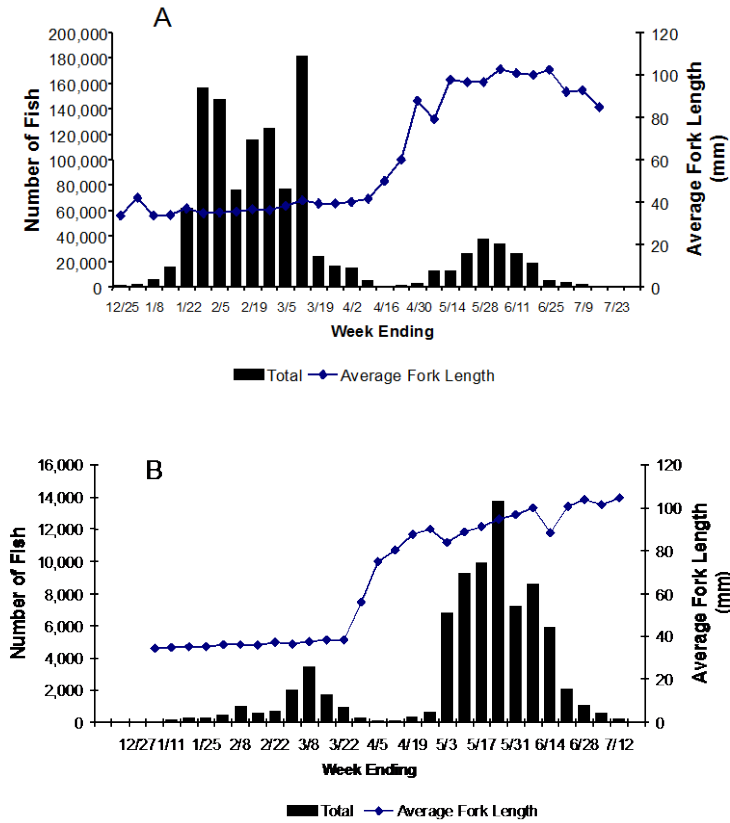 A
200,000 120
180,000
160,000 100
140,000
80
120,000
100,000 60
80,000
60,000 40
40,000
20
20,000
0 0
Number of Fish
Average Fork Length
(mm)
12/25 1/8 1/22 2/5 2/19 3/5 3/19 4/2 4/16 4/30 5/14 5/28 6/11 6/25 7/9 7/23
Week Ending
Total Average Fork Length
B
16,000 120
14,000
100
12,000
10,000 80
8,000 60
6,000
40
4,000
2,000 20
0 0
Number of Fish
Average Fork Length
(mm)
12/27 1/11 1/25 2/8 2/22 3/8 3/22 4/5 4/19 5/3 5/17 5/31 6/14 6/28 7/12
Week Ending
Total Average Fork Length